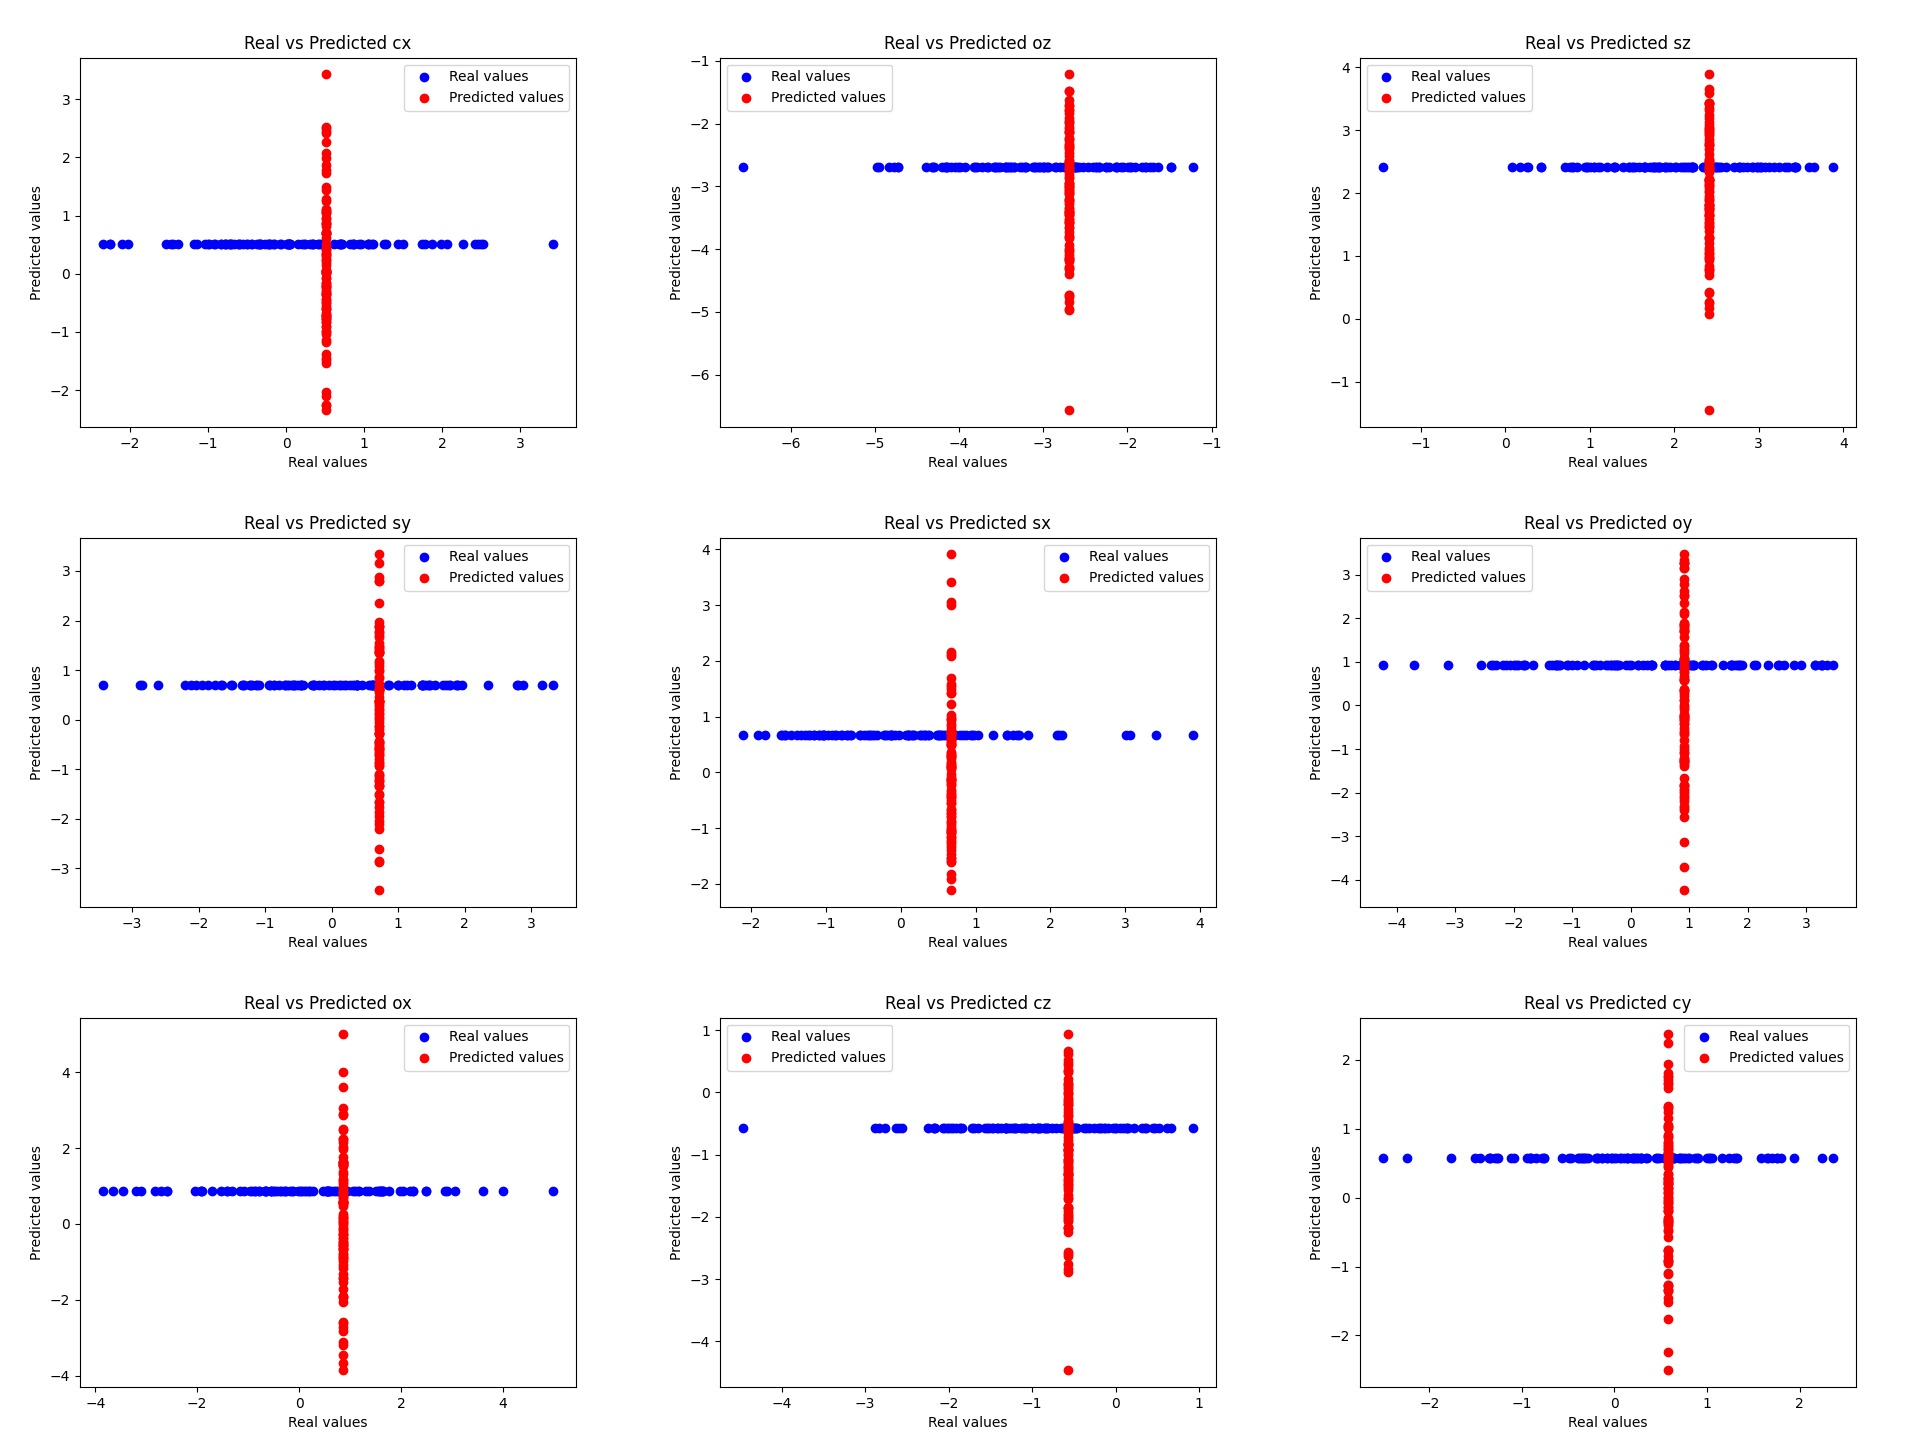 Real vs Predicted cx
Real values
Predicted values
3
2
1
0
−1
−2
Predicted values
−2 −1 0 1 2 3
Real values
Real vs Predicted oz
Real values
Predicted values
−1
−2
−3
−4
−5
−6
Predicted values
−6 −5 −4 −3 −2 −1
Real values
Real vs Predicted sz
Real values
Predicted values
4
3
2
1
0
−1
Predicted values
−1 0 1 2 3 4
Real values
Real vs Predicted sy
Real values
Predicted values
3
2
1
0
−1
−2
−3
Predicted values
−3 −2 −1 0 1 2 3
Real values
Real vs Predicted sx
Real values
Predicted values
4
3
2
1
0
−1
−2
Predicted values
−2 −1 0 1 2 3 4
Real values
Real vs Predicted oy
Real values
Predicted values
3
2
1
0
−1
−2
−3
−4
Predicted values
−4 −3 −2 −1 0 1 2 3
Real values
Real vs Predicted ox
Real values
Predicted values
4
2
0
−2
−4
Predicted values
−4 −2 0 2 4
Real values
Real vs Predicted cz
Real values
Predicted values
1
0
−1
−2
−3
−4
Predicted values
−4 −3 −2 −1 0 1
Real values
Real vs Predicted cy
Real values
Predicted values
2
1
0
−1
−2
Predicted values
−2 −1 0 1 2
Real values